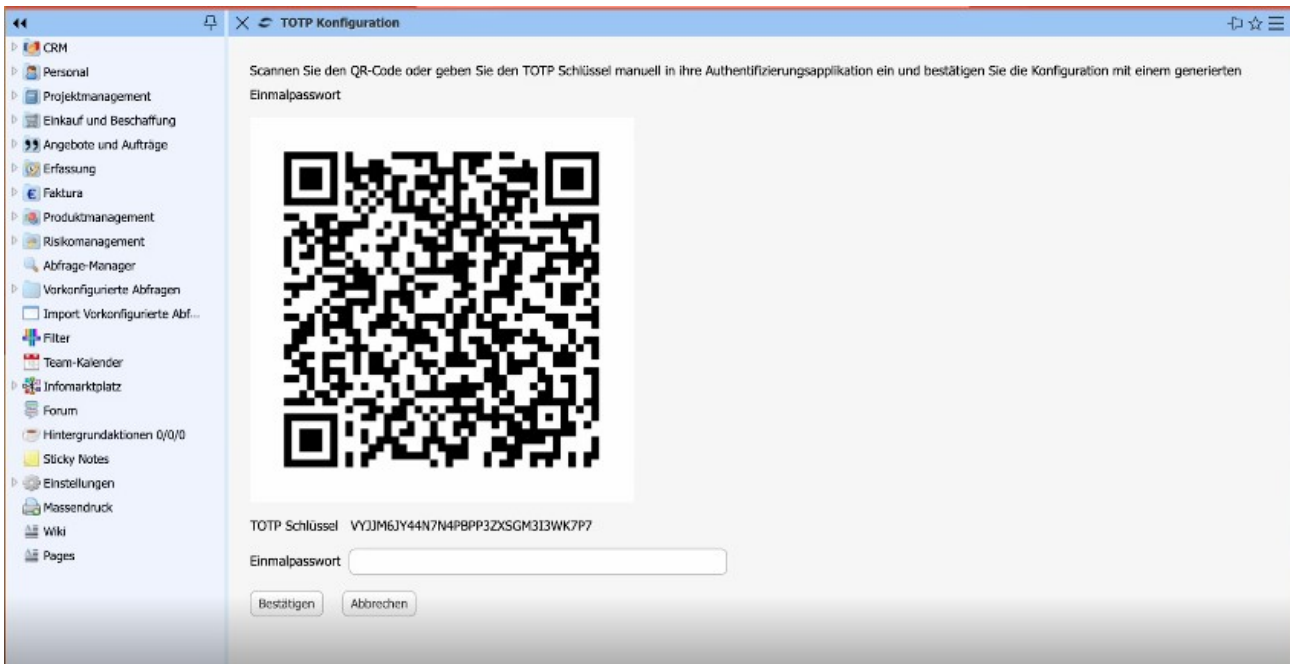 TOTP Konfiguration
CRM
Personal
Projektmanagement
Einkauf und Beschaffung
Angebote und Aufträge
Erfassung
Faktura
Produktmanagement
Risikomanagement
Abfrage-Manager
Vorkonfigurierte Abfragen
Import Vorkonfigurierte Abf...
Filter
Team-Kalender
Infomarktplatz
Forum
Hintergrundaktionen 0/0/0
Sticky Notes
Einstellungen
Massendruck
Wiki
Pages
Scannen Sie den QR-Code oder geben Sie den TOTP Schlüssel manuell in ihre Authentifizierungsapplikation ein und bestätigen Sie die Konfiguration mit einem generierten
Einmalpasswort
TOTP Schlüssel VYJJM6JY44N7N4PBPP3ZXSGM3I3WK7P7
Einmalpasswort
Bestätigen Abbrechen